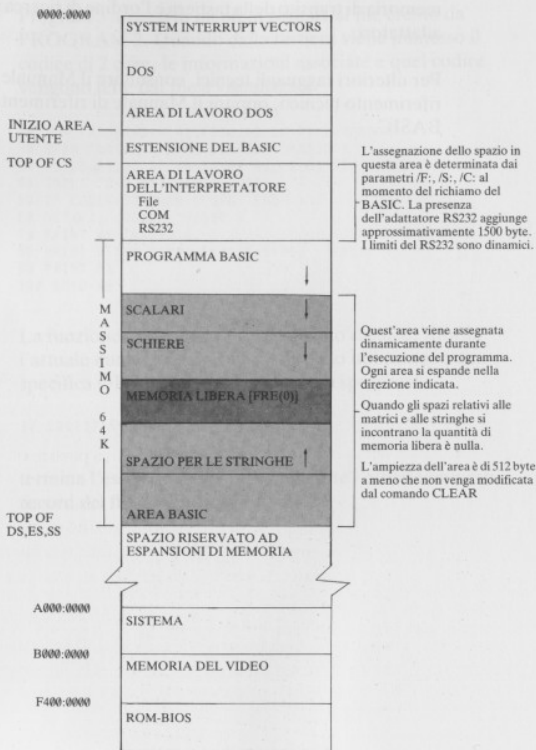 0000:0000
SYSTEM INTERRUPT VECTORS
DOS
AREA DI LAVORO DOS
INIZIO AREA
UTENTE
ESTENSIONE DEL BASIC
TOP OF CS
AREA DI LAVORO
DELL'INTERPRETATORE
File
COM
RS232
L'assegnazione dello spazio in
questa area è determinata dai
parametri /F:, /S:, /C: al
momento del richiamo del
BASIC. La presenza
dell'adattatore RS232 aggiunge
approssimativamente 1500 byte.
I limiti del RS232 sono dinamici.
PROGRAMMA BASIC
MASSIMO 64K
SCALARI
SCHIERE
MEMORIA LIBERA [FRE(0)]
SPAZIO PER LE STRINGHE
AREA BASIC
Quest'area viene assegnata
dinamicamente durante
l'esecuzione del programma.
Ogni area si espande nella
direzione indicata.
Quando gli spazi relativi alle
matrici e alle stringhe si
incontrano la quantità di
memoria libera è nulla.
L'ampiezza dell'area è di 512 byte
a meno che non venga modificata
dal comando CLEAR
TOP OF
DS,ES,SS
SPAZIO RISERVATO AD
ESPANSIONI DI MEMORIA
A000:0000
SISTEMA
B000:0000
MEMORIA DEL VIDEO
F400:0000
ROM-BIOS